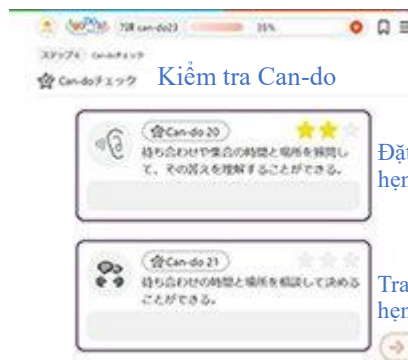 can-do23 35%
ステップ4 Can-doチェック
Can-doチェック Kiểm tra Can-do
Can-do 20
待ち合わせや集合の時間と場所を質問し
て、その答えを理解することができる。
Đặt
hẹn
Can-do 21
待ち合わせの時間と場所を相談して決める
ことができる。
Tra
hẹn